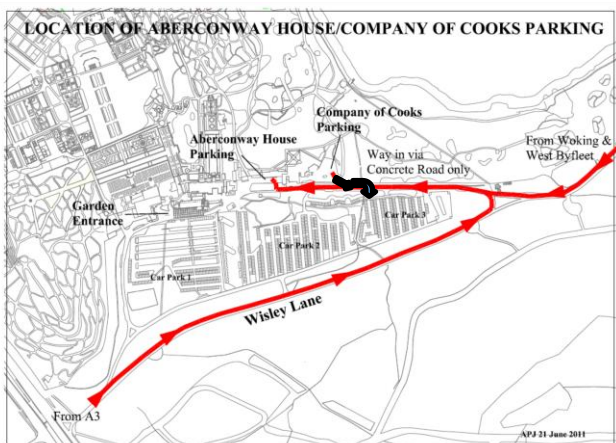 LOCATION OF ABERCONWAY HOUSE/COMPANY OF COOKS PARKING
Company of Cooks
Parking
Aberconway House
Parking
Way in via
Concrete Road only
From Woking &
West Byfleet
Garden
Entrance
Car Park 3
Car Park 2
Car Park 1
Wisley Lane
From A3
APJ 21 June 2011